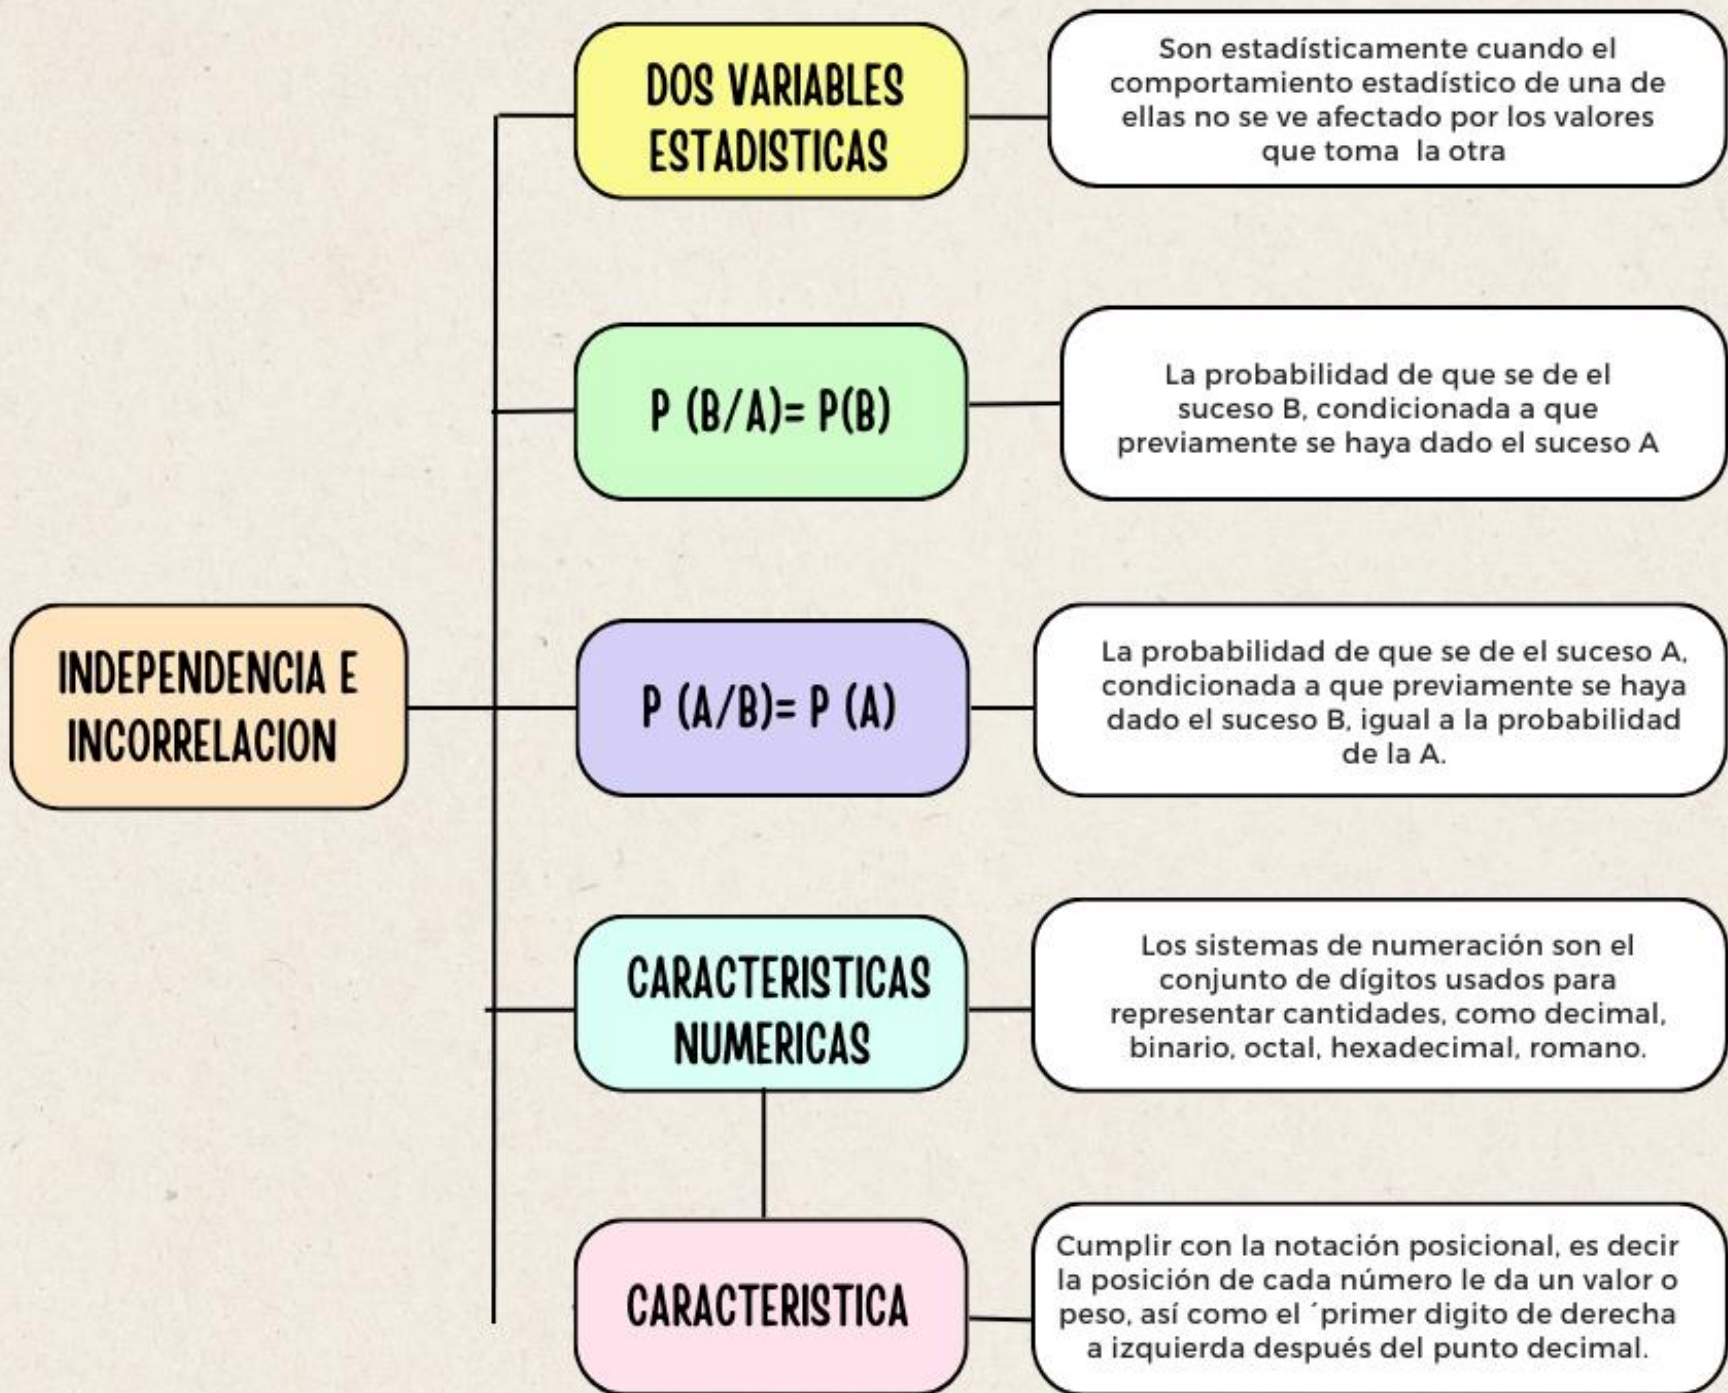 DOS VARIABLES
ESTADISTICAS
Son estadísticamente cuando el
comportamiento estadístico de una de
ellas no se ve afectado por los valores
que toma la otra
P (B/A)= P(B)
La probabilidad de que se de el
suceso B, condicionada a que
previamente se haya dado el suceso A
INDEPENDENCIA E
INCORRELACION
P (A/B)= P (A)
La probabilidad de que se de el suceso A,
condicionada a que previamente se haya
dado el suceso B, igual a la probabilidad
de la A.
CARACTERISTICAS
NUMERICAS
Los sistemas de numeración son el
conjunto de dígitos usados para
representar cantidades, como decimal,
binario, octal, hexadecimal, romano.
CARACTERISTICA
Cumplir con la notación posicional, es decir
la posición de cada número le da un valor o
peso, así como el ´primer digito de derecha
a izquierda después del punto decimal.